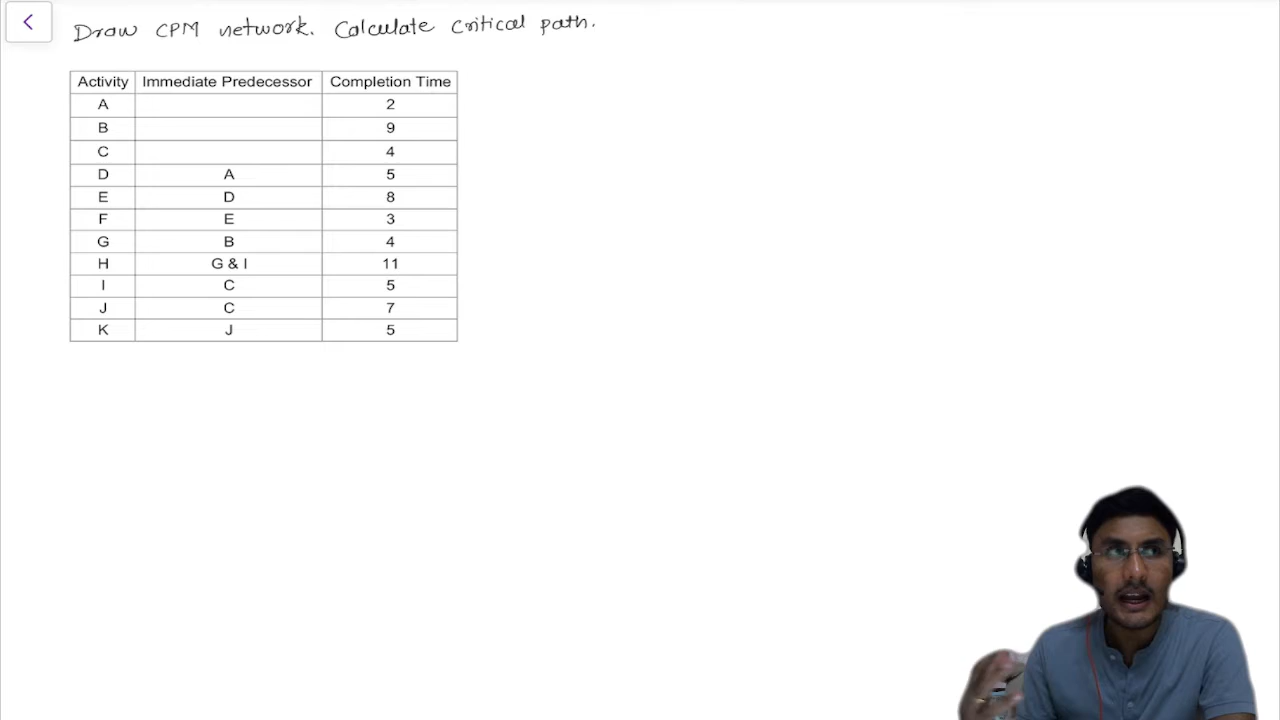 Draw CPM network. Calculate critical path.
Activity Immediate Predecessor Completion Time
A 2
B 9
C 4
D A 5
E D 8
F E 3
G B 4
H G & I 11
I C 5
J C 7
K J 5